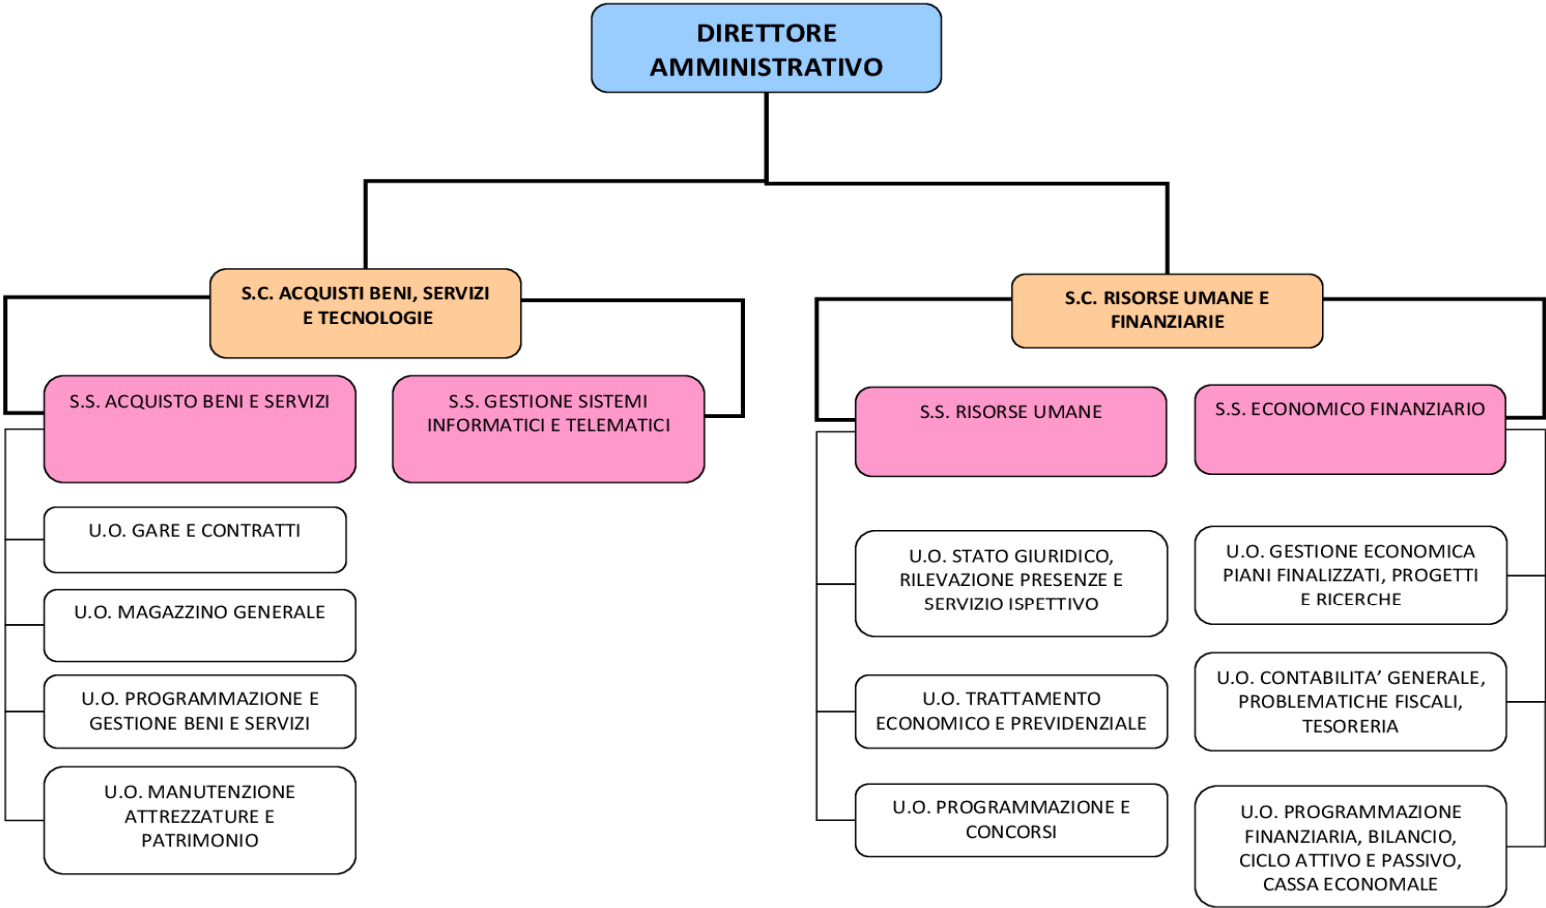 DIRETTORE
AMMINISTRATIVO
S.C. ACQUISTI BENI, SERVIZI
E TECNOLOGIE
S.S. ACQUISTO BENI E SERVIZI
S.S. GESTIONE SISTEMI
INFORMATICI E TELEMATICI
U.O. GARE E CONTRATTI
U.O. MAGAZZINO GENERALE
U.O. PROGRAMMAZIONE E
GESTIONE BENI E SERVIZI
U.O. MANUTENZIONE
ATTREZZATURE E
PATRIMONIO
S.C. RISORSE UMANE E
FINANZIARIE
S.S. RISORSE UMANE
U.O. STATO GIURIDICO,
RILEVAZIONE PRESENZE E
SERVIZIO ISPETTIVO
U.O. TRATTAMENTO
ECONOMICO E PREVIDENZIALE
U.O. PROGRAMMAZIONE E
CONCORSI
S.S. ECONOMICO FINANZIARIO
U.O. GESTIONE ECONOMICA
PIANI FINALIZZATI, PROGETTI
E RICERCHE
U.O. CONTABILITA’ GENERALE,
PROBLEMATICHE FISCALI,
TESORERIA
U.O. PROGRAMMAZIONE
FINANZIARIA, BILANCIO,
CICLO ATTIVO E PASSIVO,
CASSA ECONOMALE